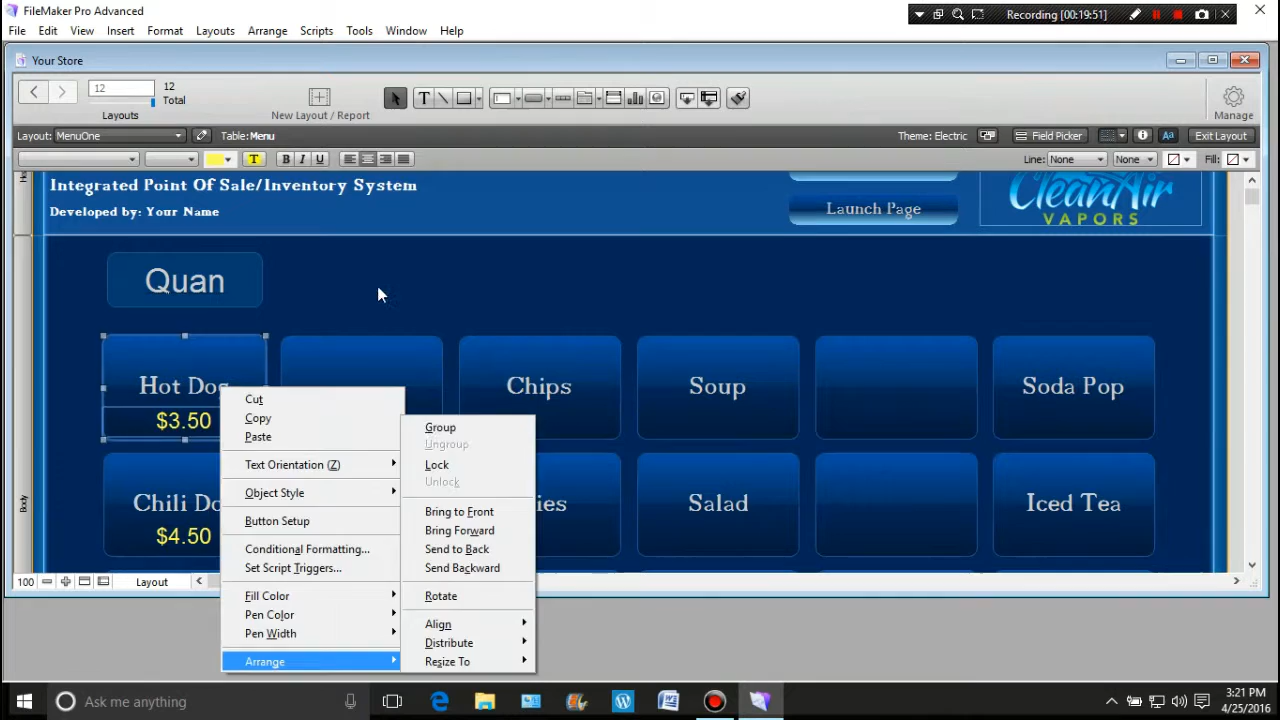 FileMaker Pro Advanced
Recording [00:19:51]
File Edit View Insert Format Layouts Arrange Scripts Tools Window Help
Your Store
12
12
Total
Layouts
New Layout / Report
Manage
Layout: MenuOne
Table: Menu
Theme: Electric
Field Picker
Aa
Exit Layout
T
B I U
Line: None
None
Fill:
Integrated Point Of Sale/Inventory System
Developed by: Your Name
Launch Page
CleanAir
VAPORS
Quan
Hot Dog
$3.50
Chips
Soup
Soda Pop
Chili Do
$4.50
ies
Salad
Iced Tea
Cut
Copy
Paste
Text Orientation (Z)
Object Style
Button Setup
Conditional Formatting...
Set Script Triggers...
Fill Color
Pen Color
Pen Width
Arrange
Group
Ungroup
Lock
Unlock
Bring to Front
Bring Forward
Send to Back
Send Backward
Rotate
Align
Distribute
Resize To
Body
100
Layout
Ask me anything
3:21 PM
4/25/2016